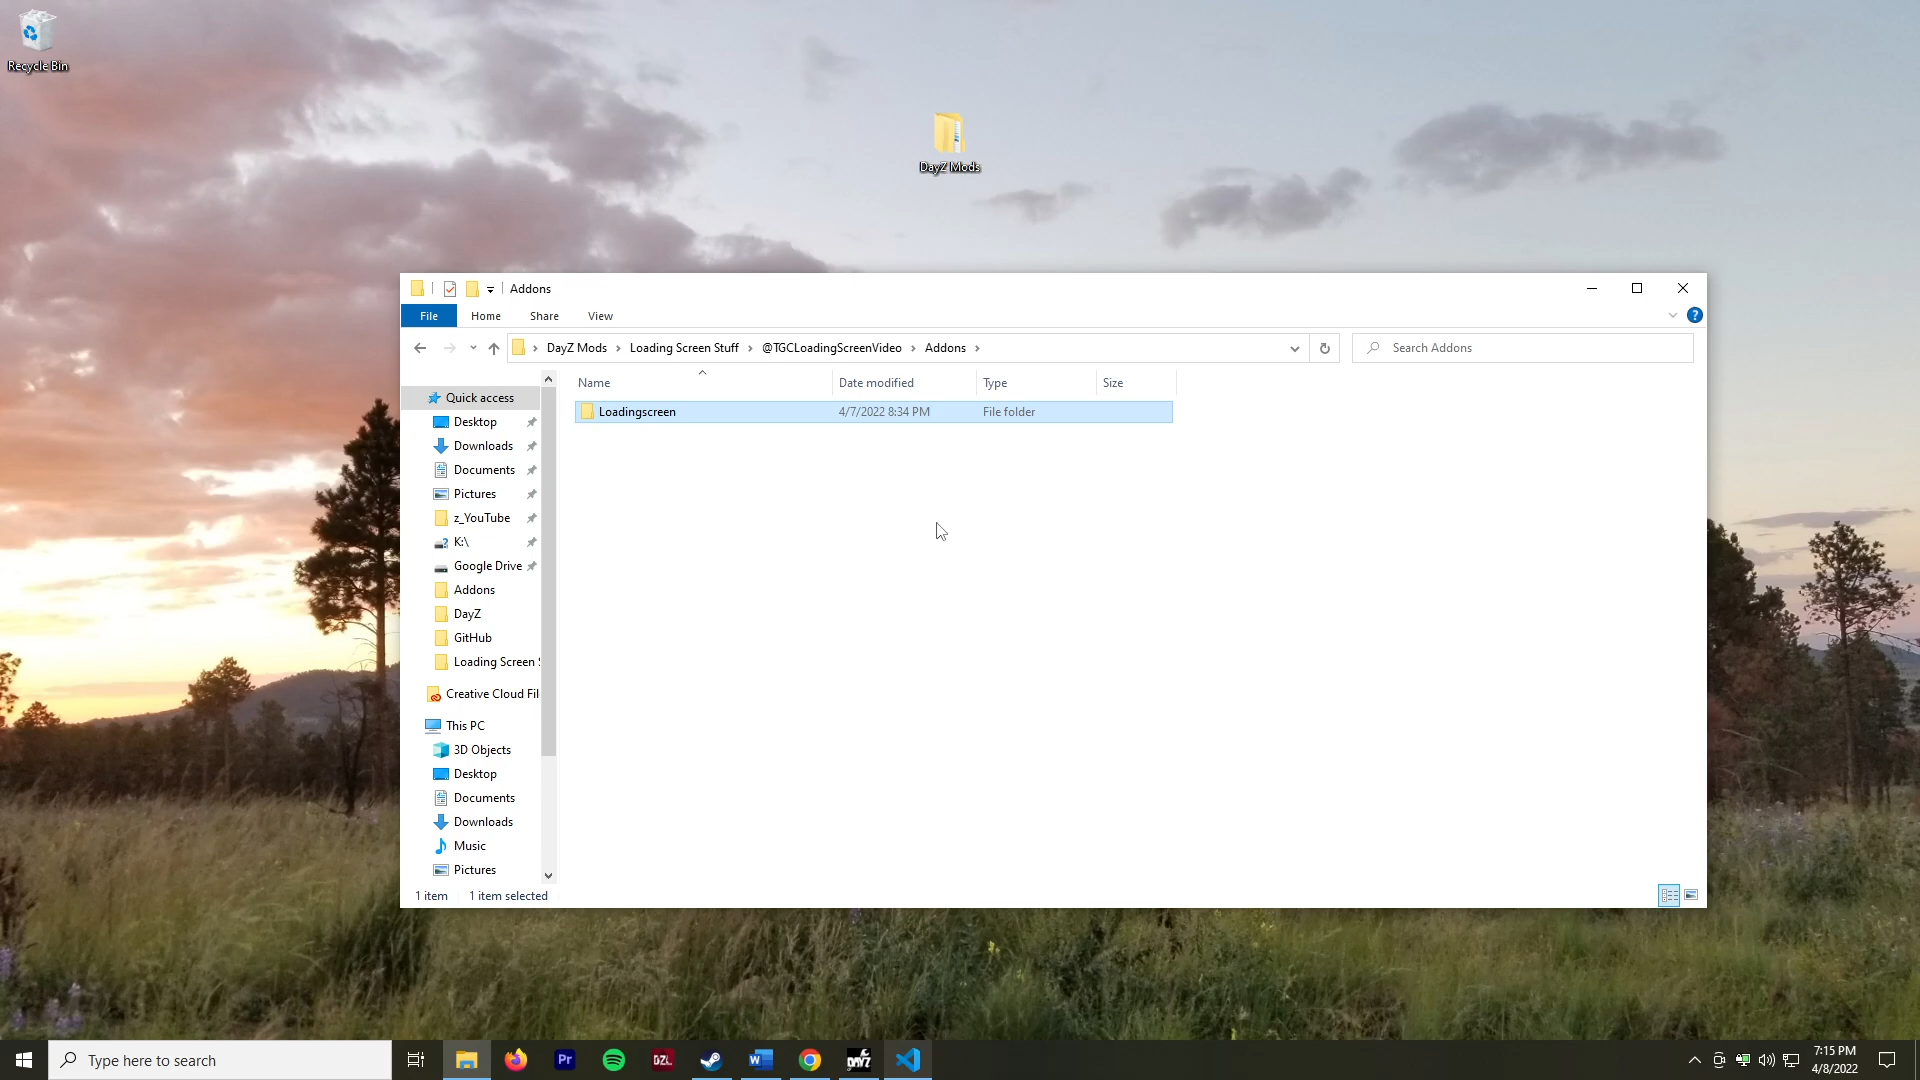 Recycle Bin
DayZ Mods
Addons
File Home Share View
DayZ Mods Loading Screen Stuff @TGCLoadingScreenVideo Addons
Search Addons
Name Date modified Type Size
Loadingscreen 4/7/2022 8:34 PM File folder
Quick access
Desktop
Downloads
Documents
Pictures
z_YouTube
K:\
Google Drive
Addons
DayZ
GitHub
Loading Screen S
Creative Cloud Fil
This PC
3D Objects
Desktop
Documents
Downloads
Music
Pictures
1 item 1 item selected
Type here to search
Pr
DZL
W
DAYZ
7:15 PM
4/8/2022